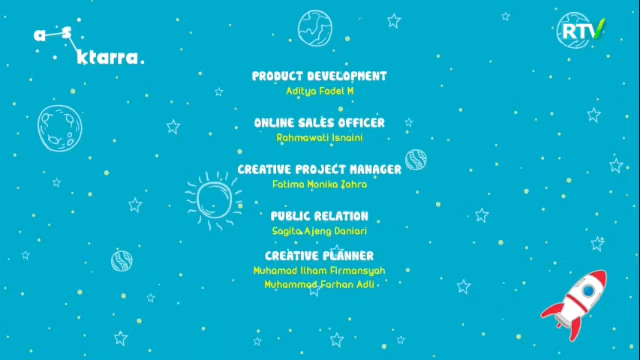 a s
ktarra.
RTV
PRODUCT DEVELOPMENT
Aditya Fadel M
ONLINE SALES OFFICER
Rahmawati Isnaini
CREATIVE PROJECT MANAGER
Fatima Monika Zahra
PUBLIC RELATION
Sagita Ajeng Daniari
CREATIVE PLANNER
Muhamad Ilham Firmansyah
Muhammad Farhan Adli